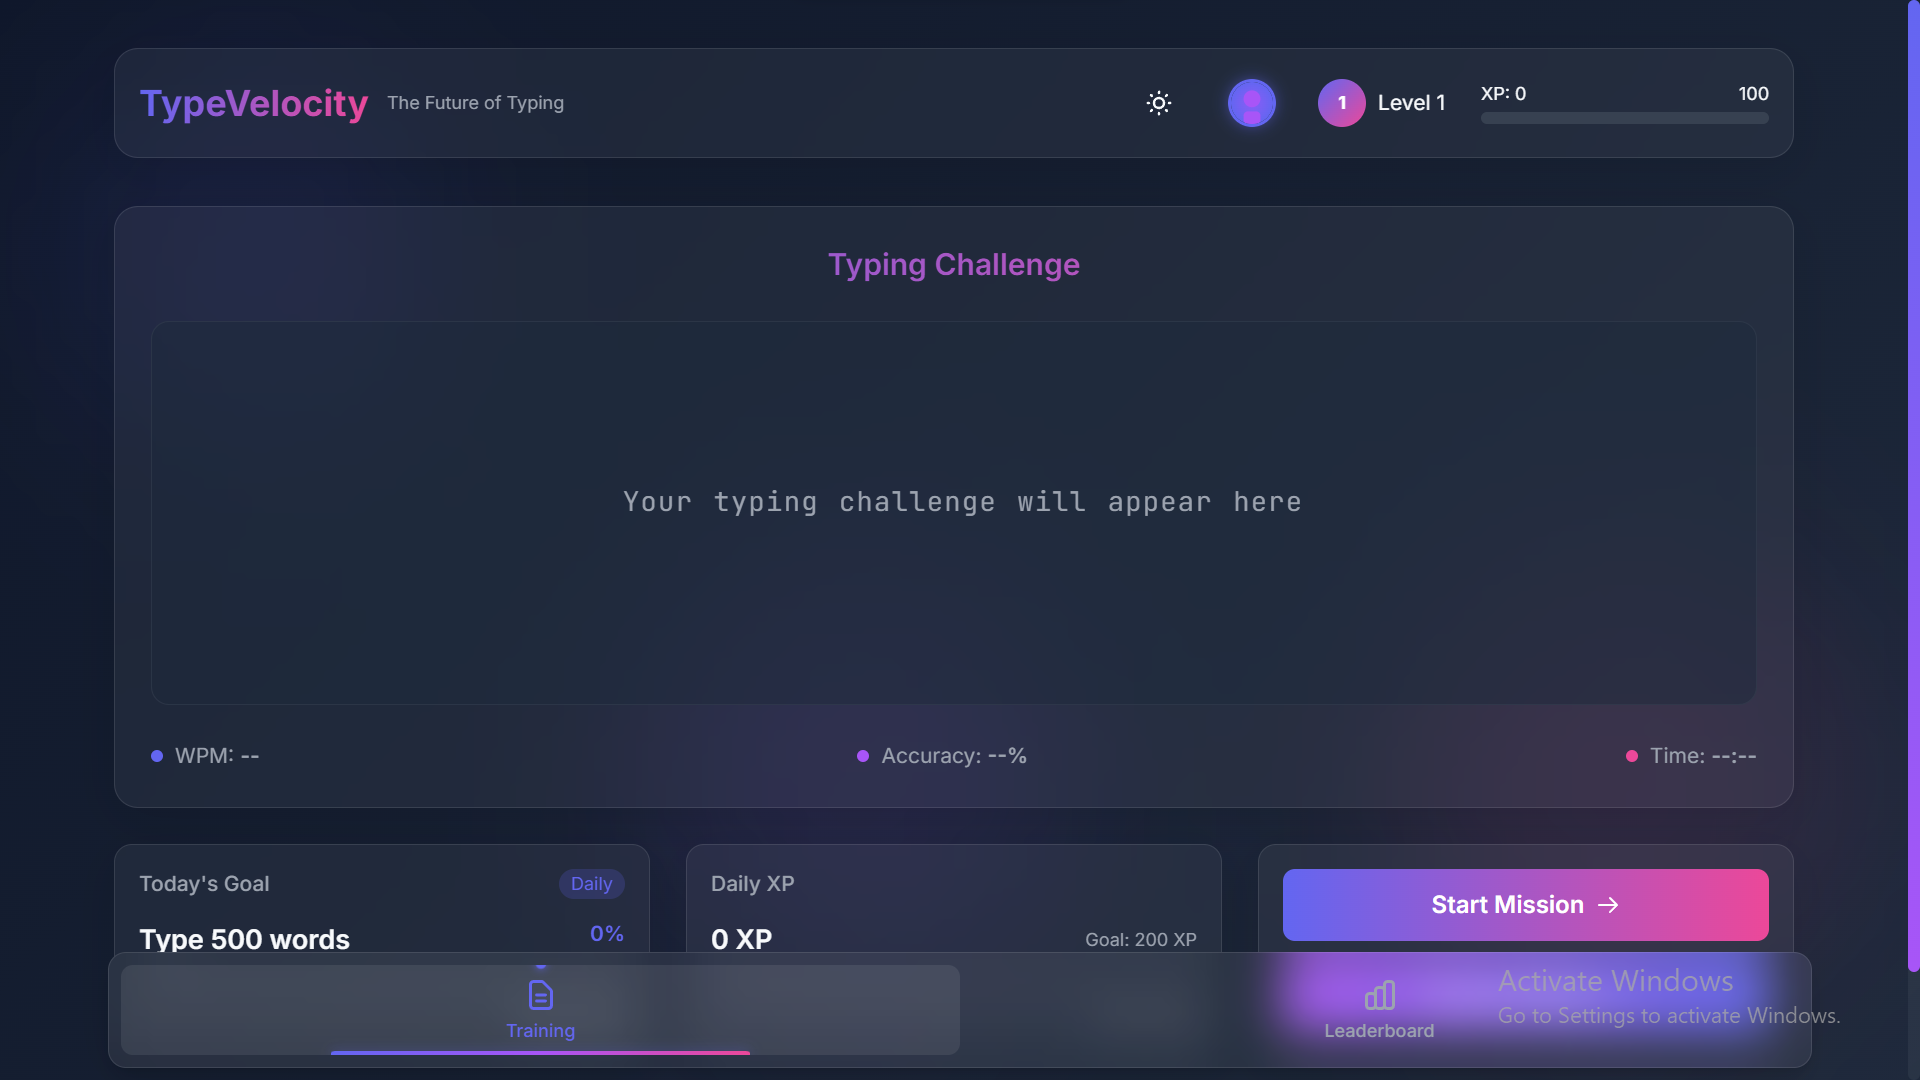 TypeVelocity The Future of Typing
1 Level 1
XP: 0 100
Typing Challenge
Your typing challenge will appear here
WPM: --
Accuracy: --%
Time: --:--
Today's Goal Daily
Type 500 words 0%
Daily XP
0 XP Goal: 200 XP
Start Mission →
Training
Leaderboard
Activate Windows
Go to Settings to activate Windows.